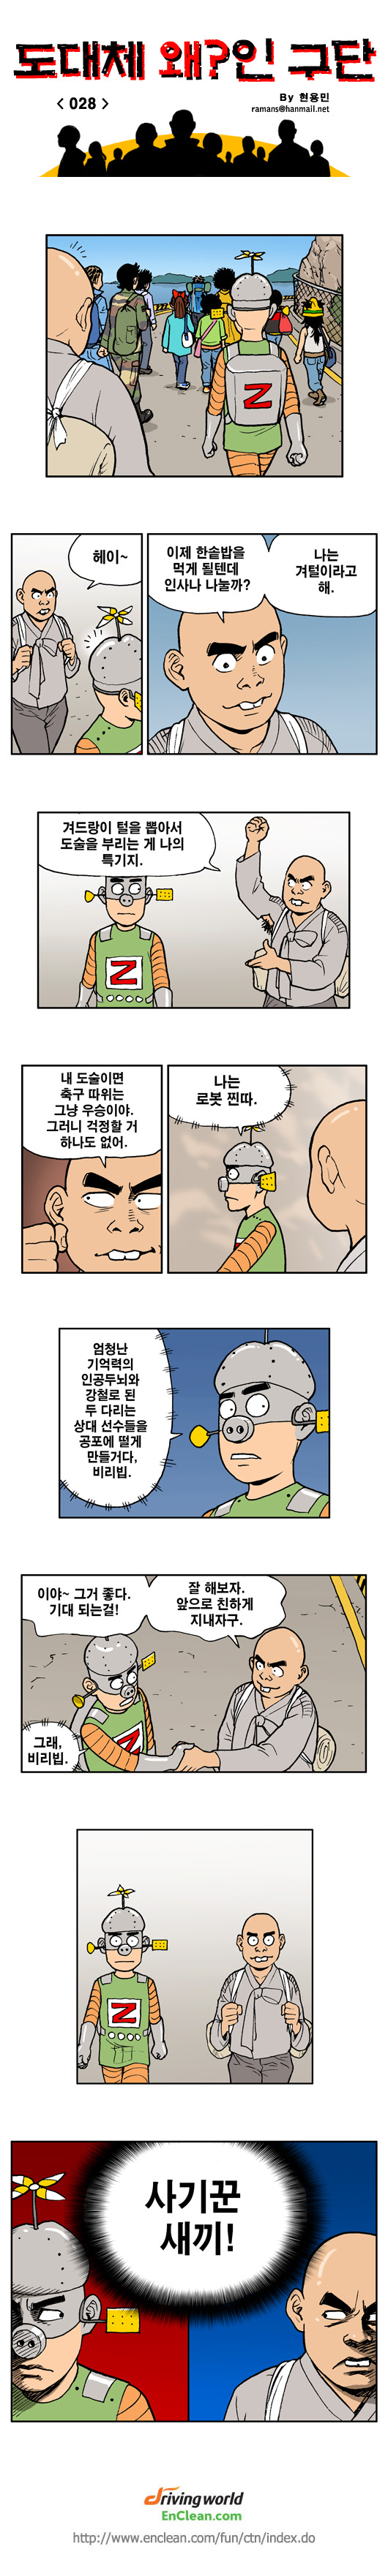 도대체 왜?인 구단
< 028 >
By 현용민
ramans@hanmail.net
Z
헤이~
이제 한솥밥을
먹게 될텐데
인사나 나눌까?
나는
겨털이라고
해.
겨드랑이 털을 뽑아서
도술을 부리는 게 나의
특기지.
Z
내 도술이면
축구 따위는
그냥 우승이야.
그러니 걱정할 거
하나도 없어.
나는
로봇 찐따.
엄청난
기억력의
인공두뇌와
강철로 된
두 다리는
상대 선수들을
공포에 떨게
만들거다,
비리빕.
이야~ 그거 좋다.
기대 되는걸!
잘 해보자.
앞으로 친하게
지내자구.
그래,
비리빕.
Z
Z
사기꾼
새끼!
driving world
EnClean.com
http://www.enclean.com/fun/ctn/index.do